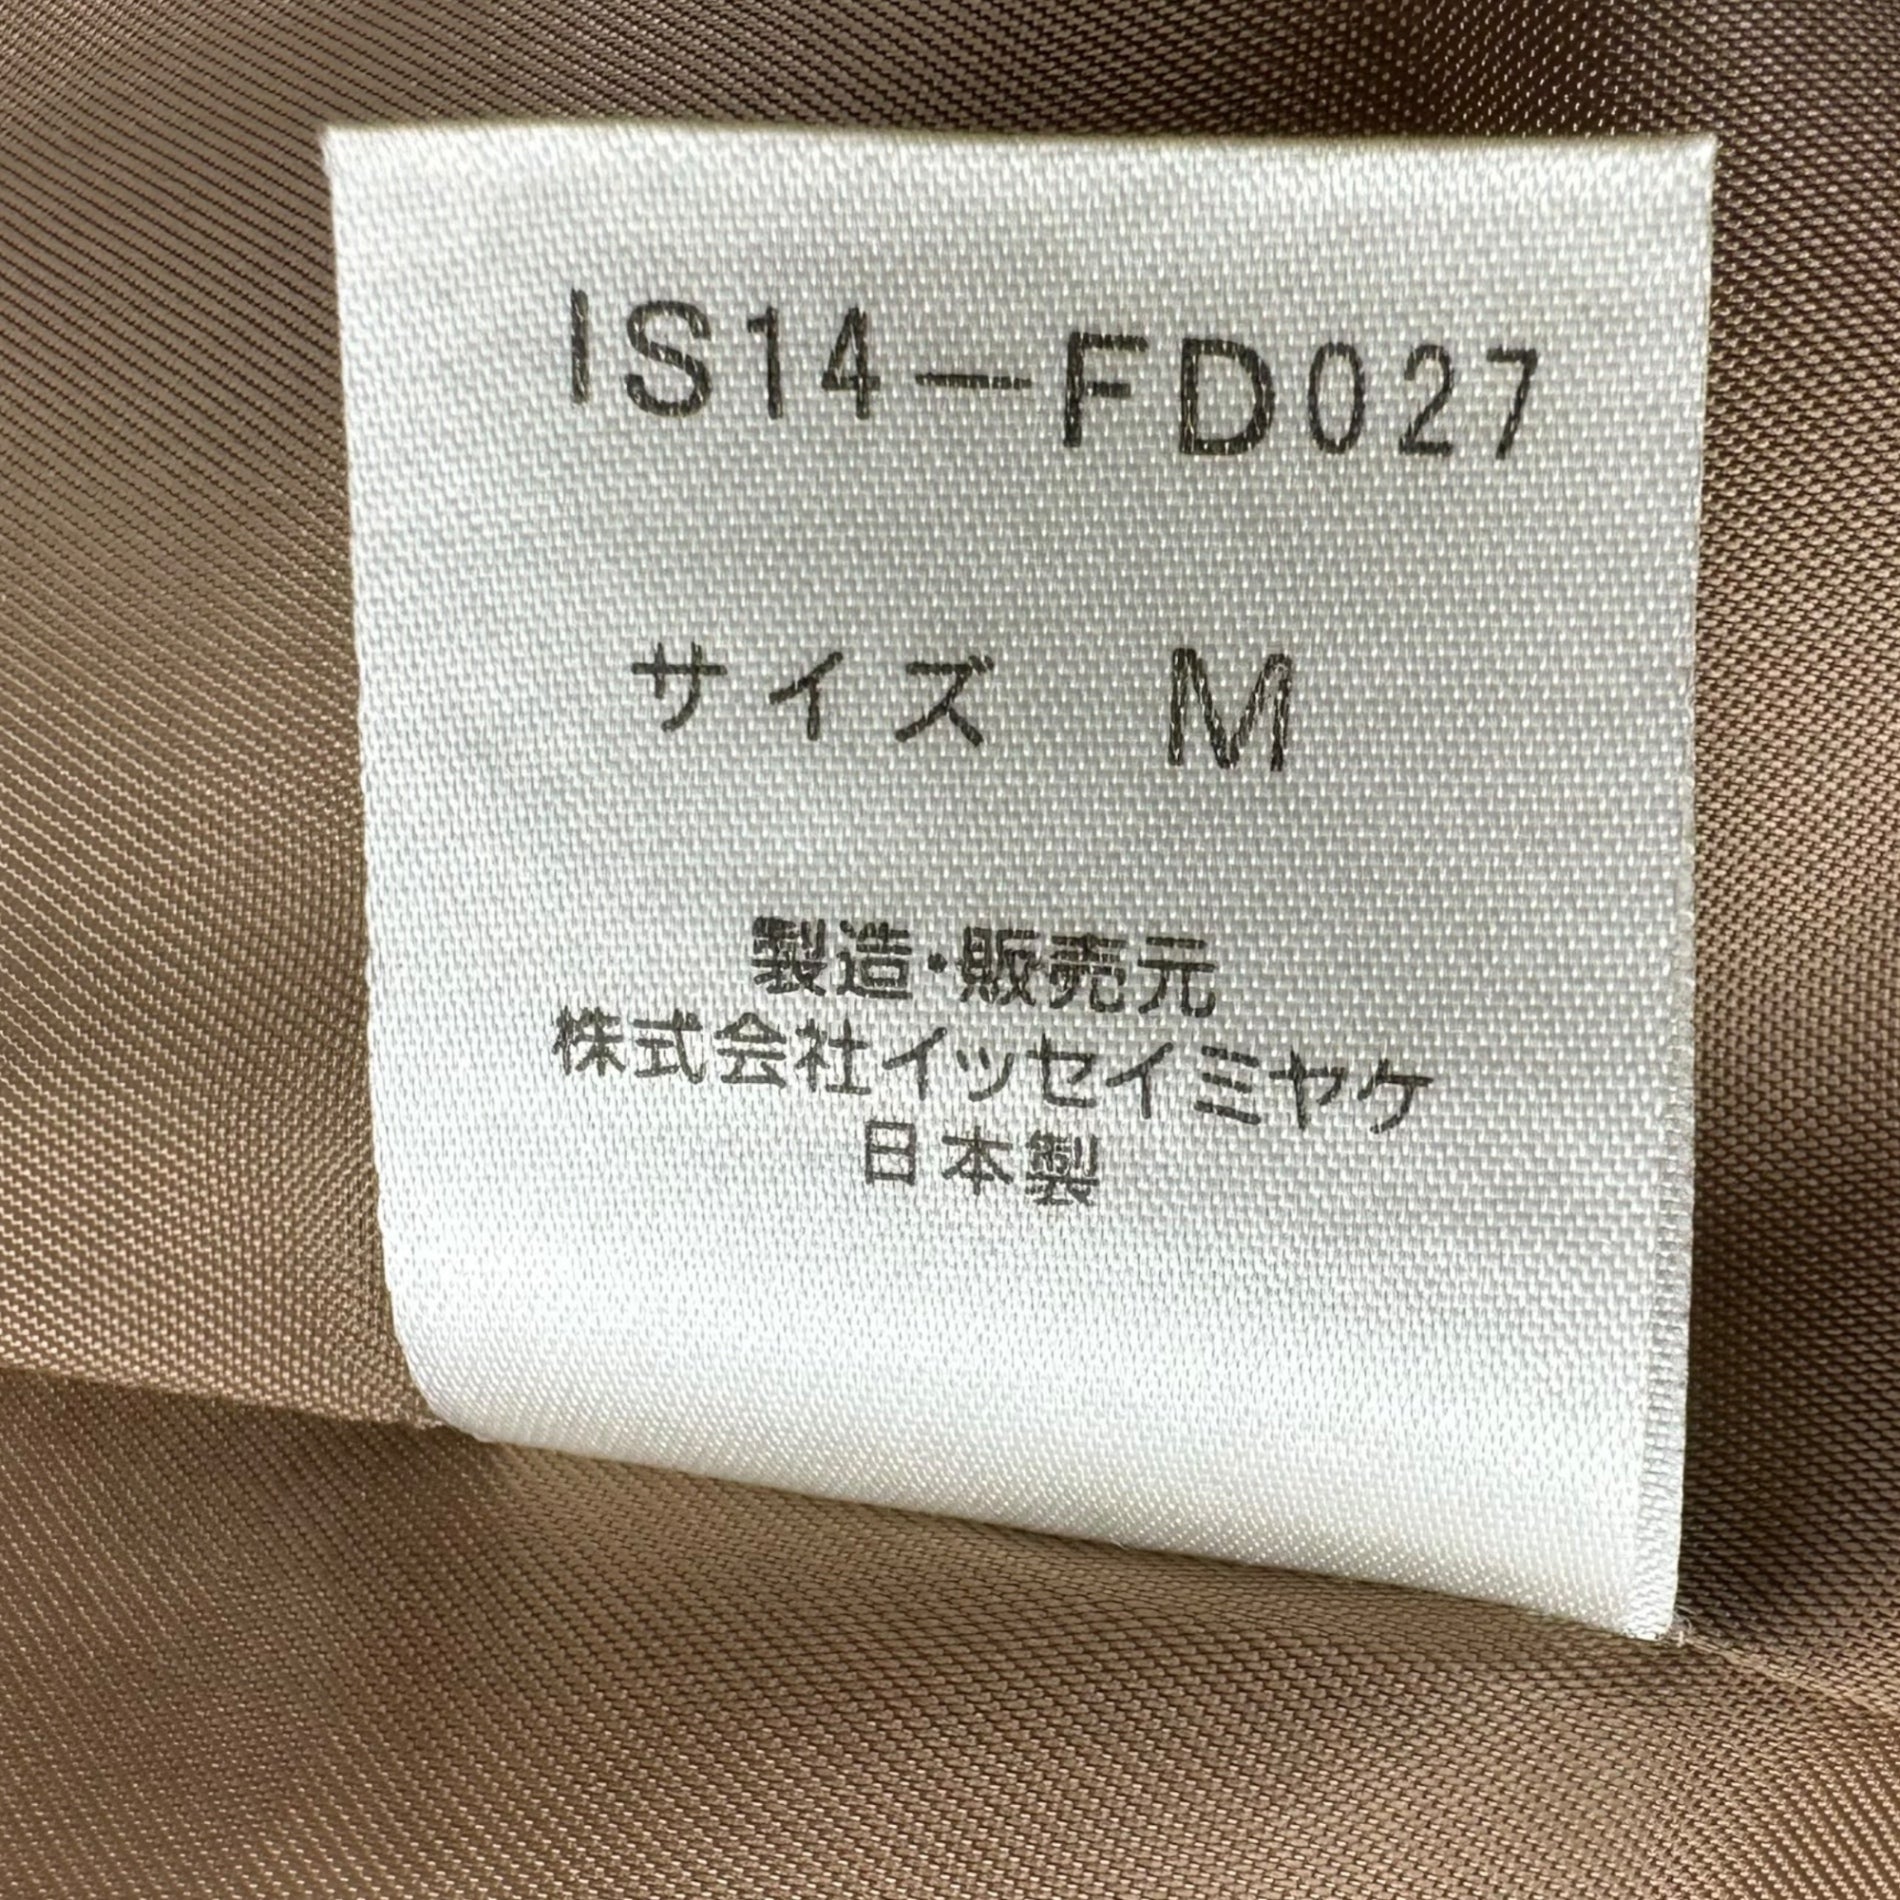 IS14-FD027
サイズ M
製造・販売元
株式会社イッセイミヤケ
日本製